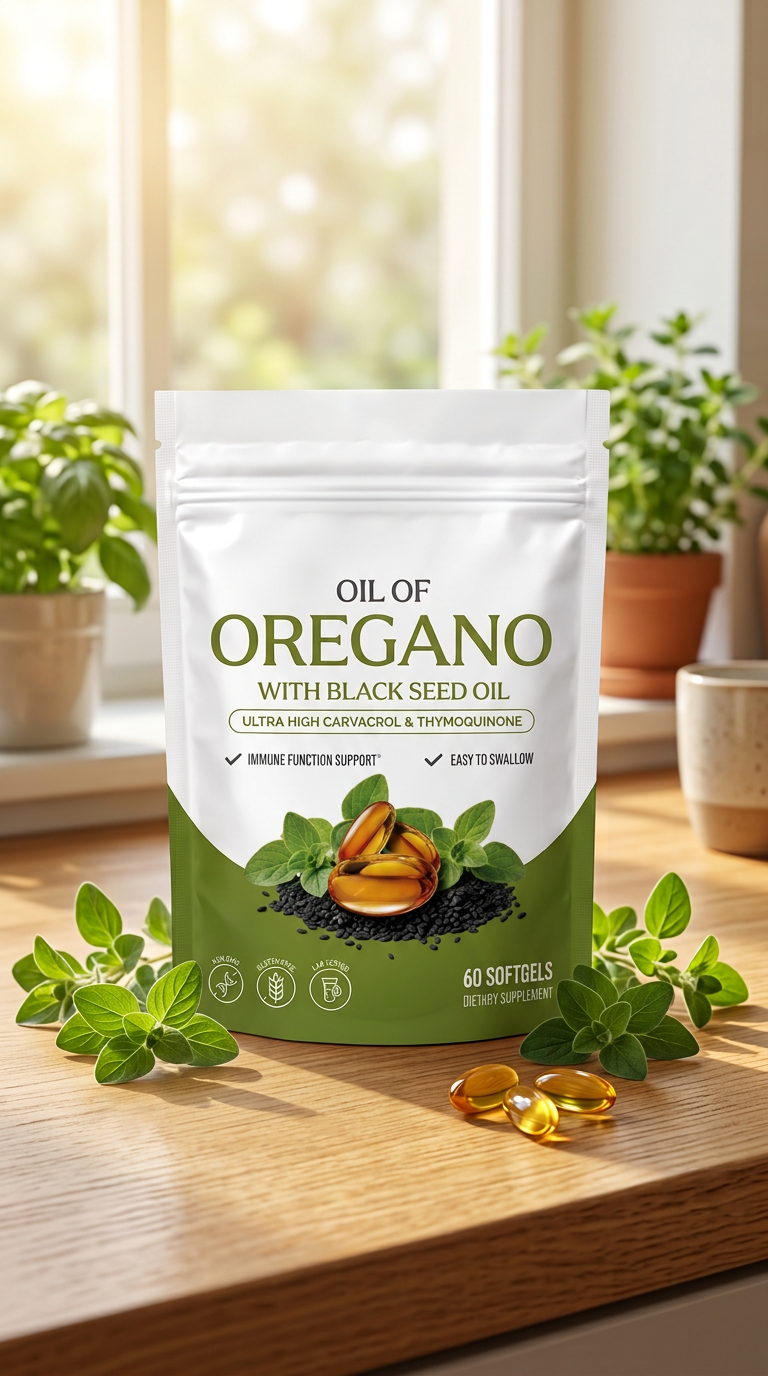 OIL OF
OREGANO
WITH BLACK SEED OIL
ULTRA HIGH CARVACROL & THYMOQUINONE
IMMUNE FUNCTION SUPPORT
EASY TO SWALLOW
60 SOFTGELS
DIETARY SUPPLEMENT